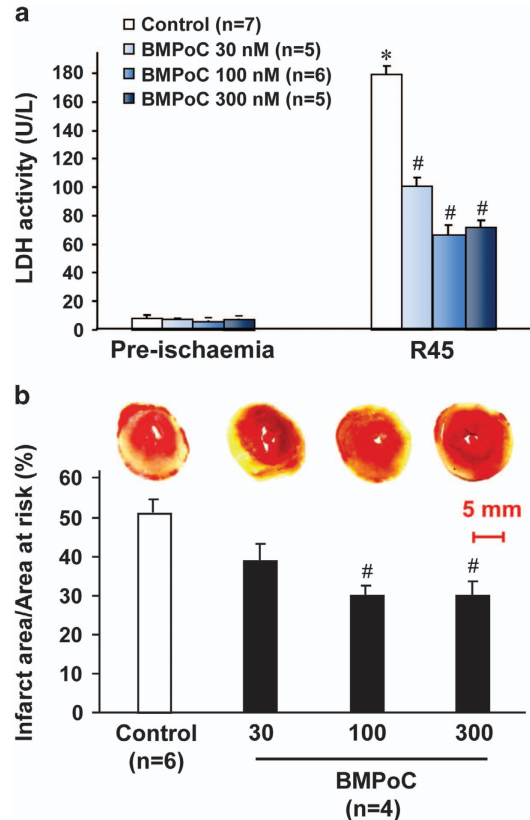 a
Control (n=7)
BMPoC 30 nM (n=5)
BMPoC 100 nM (n=6)
BMPoC 300 nM (n=5)
LDH activity (U/L)
180
160
140
120
100
80
60
40
20
0
*
#
#
#
Pre-ischaemia
R45
b
Infarct area/Area at risk (%)
60
50
40
30
20
10
0
5 mm
#
#
Control
(n=6)
30
100
300
BMPoC
(n=4)